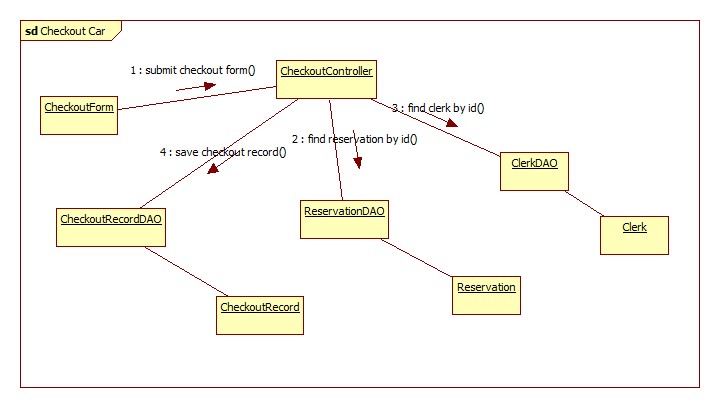 sd Checkout Car
1 : submit checkout form()
CheckoutController
CheckoutForm
3 : find clerk by id()
2 : find reservation by id()
4 : save checkout record()
ClerkDAO
CheckoutRecordDAO
ReservationDAO
Clerk
Reservation
CheckoutRecord